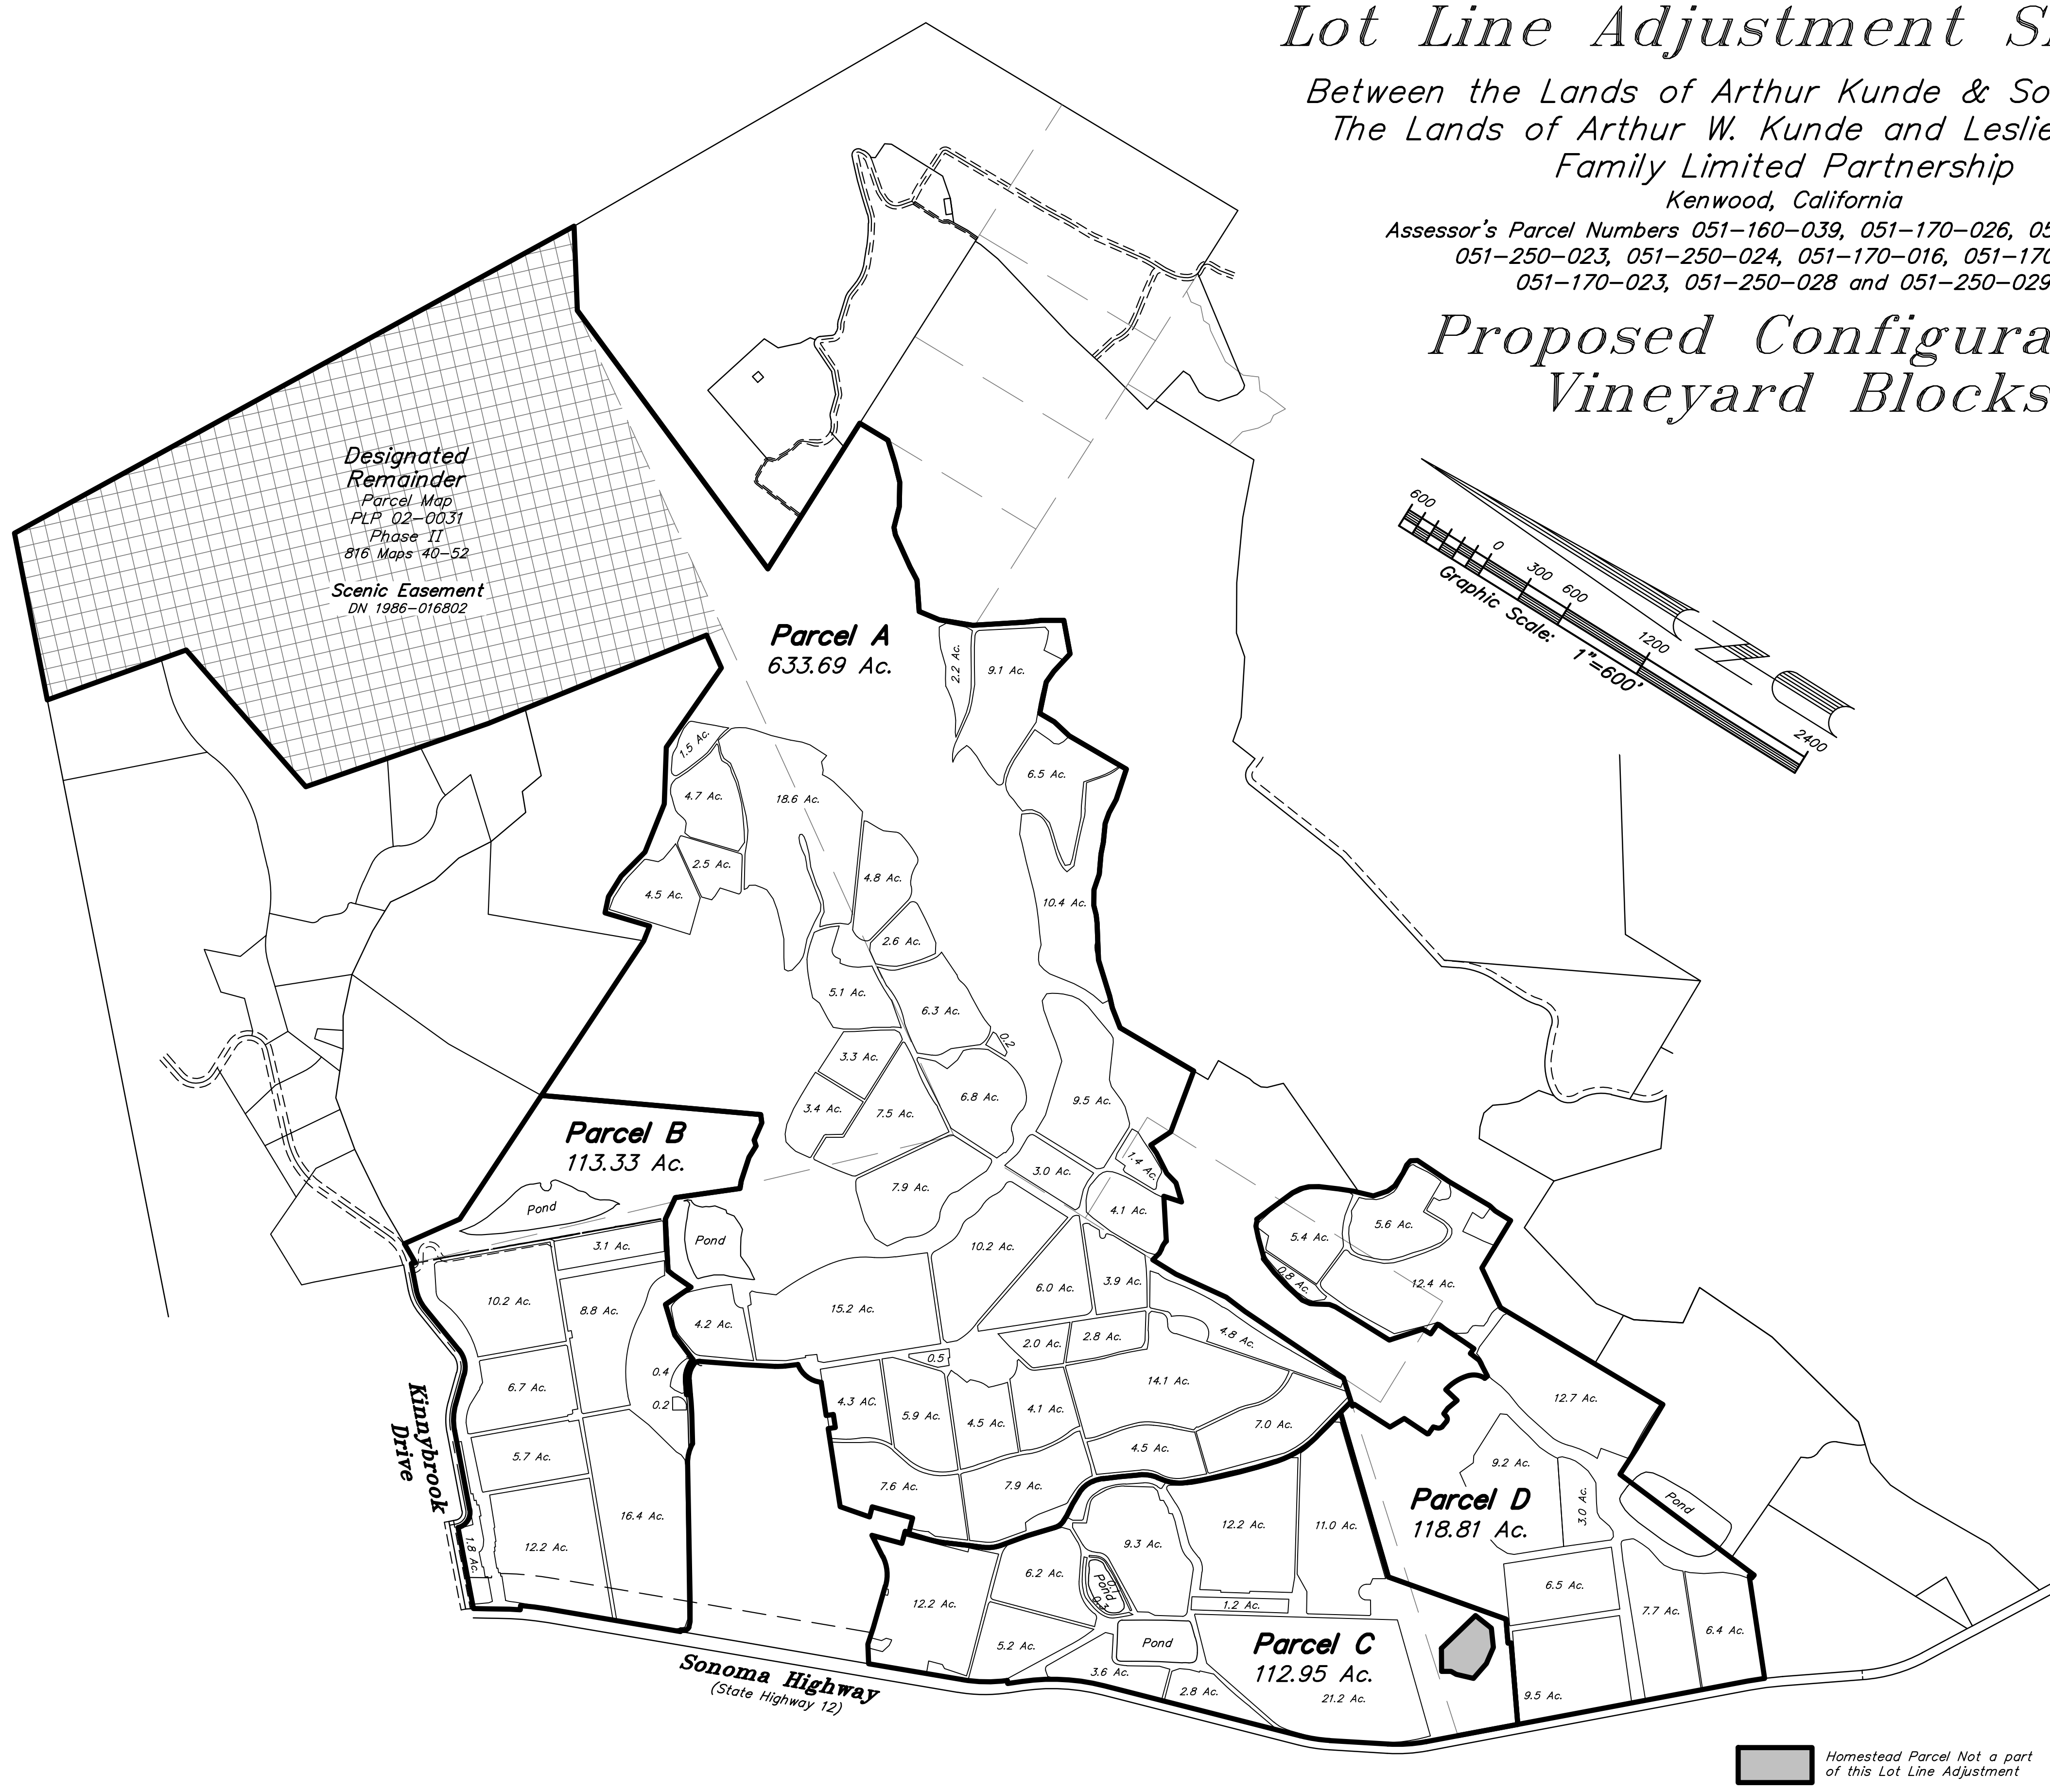 Lot Line Adjustment
Between the Lands of Arthur Kunde & So
The Lands of Arthur W. Kunde and Leslie
Family Limited Partnership
Kenwood, California
Assessor's Parcel Numbers 051-160-039, 051-170-026,
051-250-023, 051-250-024, 051-170-016, 051-170
051-170-023, 051-250-028 and 051-250-029
Proposed Configura
Vineyard Blocks
Designated
Remainder
Parcel Map
PLP 02-0031
Phase II
816 Maps 40-52
Scenic Easement
DN 1986-016802
600
0
300
600
1200
2400
Graphic Scale: 1"=600'
Parcel A
633.69 Ac.
2.2 Ac.
9.1 Ac.
1.5 Ac.
6.5 Ac.
4.7 Ac.
18.6 Ac.
2.5 Ac.
4.8 Ac.
4.5 Ac.
10.4 Ac.
2.6 Ac.
5.1 Ac.
6.3 Ac.
0.2
3.3 Ac.
6.8 Ac.
9.5 Ac.
3.4 Ac.
7.5 Ac.
7.9 Ac.
3.0 Ac.
1.4 Ac.
4.1 Ac.
Parcel B
113.33 Ac.
Pond
Pond
3.1 Ac.
10.2 Ac.
8.8 Ac.
4.2 Ac.
15.2 Ac.
10.2 Ac.
6.0 Ac.
3.9 Ac.
5.4 Ac.
5.6 Ac.
0.8 Ac.
12.4 Ac.
2.0 Ac.
2.8 Ac.
4.8 Ac.
0.5
14.1 Ac.
6.7 Ac.
0.4
0.2
4.3 AC.
5.9 Ac.
4.5 Ac.
4.1 Ac.
7.0 Ac.
4.5 Ac.
12.7 Ac.
Kinnybrook
Drive
5.7 Ac.
7.6 Ac.
7.9 Ac.
9.2 Ac.
3.0 Ac.
Pond
Parcel D
118.81 Ac.
16.4 Ac.
1.8 Ac.
12.2 Ac.
12.2 Ac.
11.0 Ac.
9.3 Ac.
6.2 Ac.
0.1
Pond
0.3
12.2 Ac.
1.2 Ac.
6.5 Ac.
7.7 Ac.
6.4 Ac.
5.2 Ac.
Pond
Parcel C
112.95 Ac.
3.6 Ac.
2.8 Ac.
21.2 Ac.
9.5 Ac.
Sonoma Highway
(State Highway 12)
Homestead Parcel Not a part
of this Lot Line Adjustment